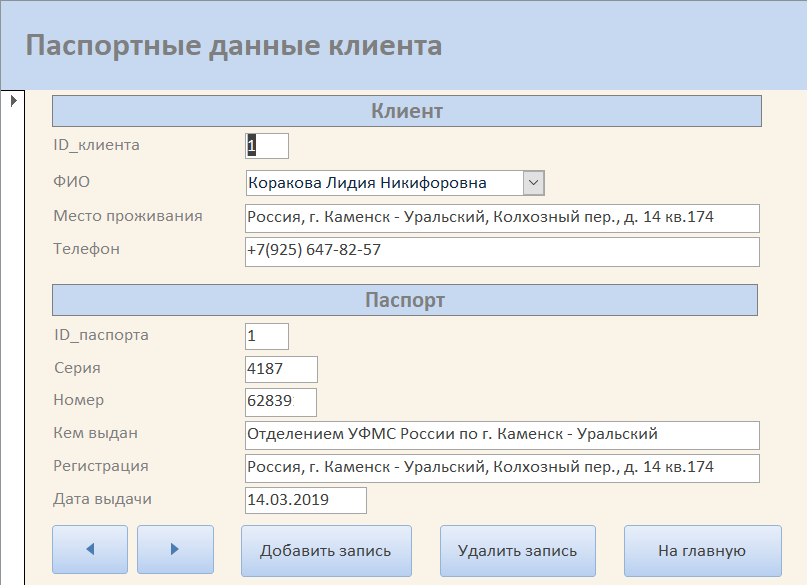 Паспортные данные клиента
Клиент
ID_клиента 1
ФИО Коракова Лидия Никифоровна
Место проживания Россия, г. Каменск - Уральский, Колхозный пер., д. 14 кв.174
Телефон +7(925) 647-82-57
Паспорт
ID_паспорта 1
Серия 4187
Номер 62839
Кем выдан Отделением УФМС России по г. Каменск - Уральский
Регистрация Россия, г. Каменск - Уральский, Колхозный пер., д. 14 кв.174
Дата выдачи 14.03.2019
Добавить запись Удалить запись На главную